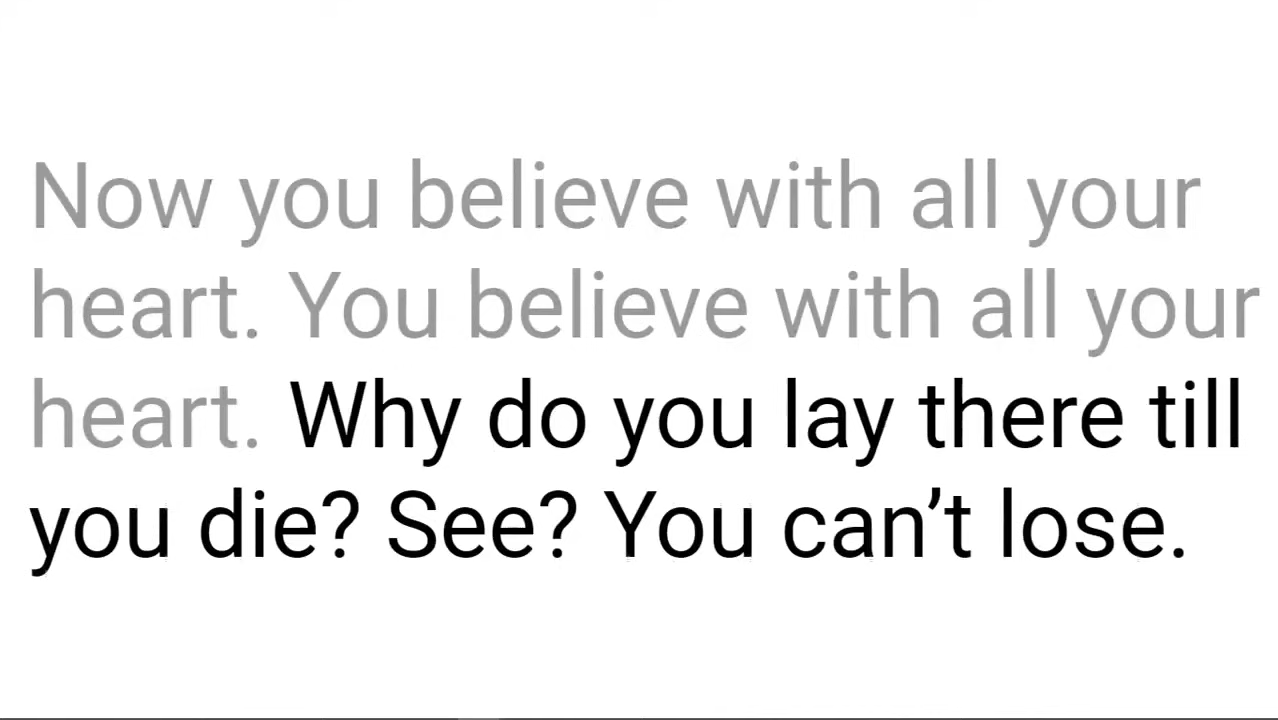 Now you believe with all your
heart. You believe with all your
heart. Why do you lay there till
you die? See? You can’t lose.